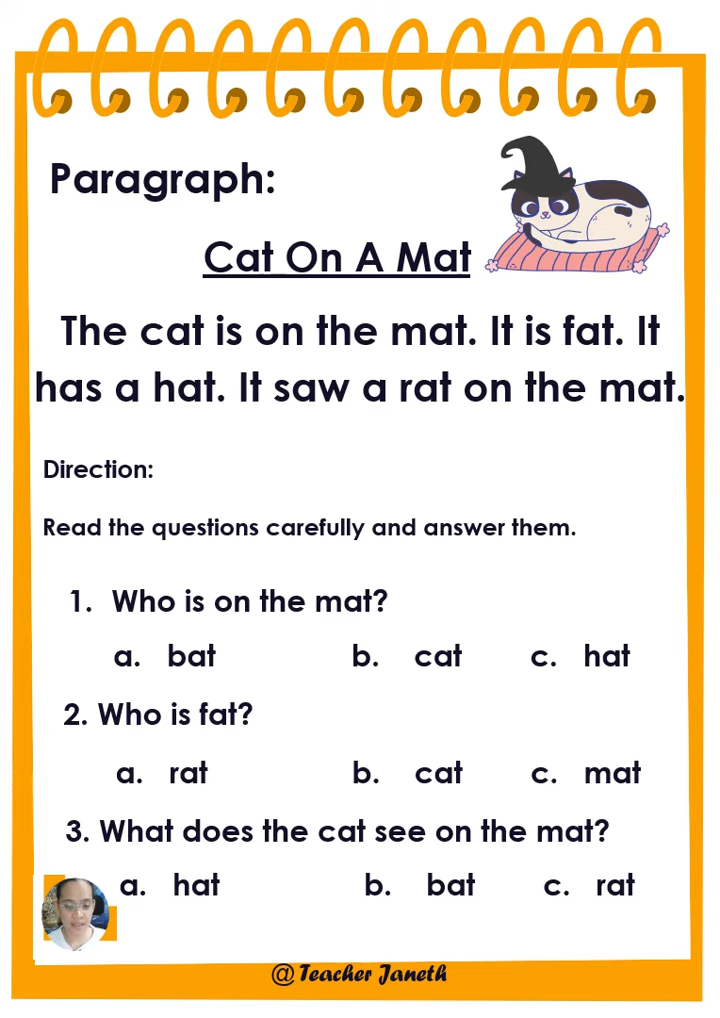 Paragraph:
Cat On A Mat
The cat is on the mat. It is fat. It
has a hat. It saw a rat on the mat.
Direction:
Read the questions carefully and answer them.
1. Who is on the mat?
a. bat b. cat c. hat
2. Who is fat?
a. rat b. cat c. mat
3. What does the cat see on the mat?
a. hat b. bat c. rat
@Teacher Janeth